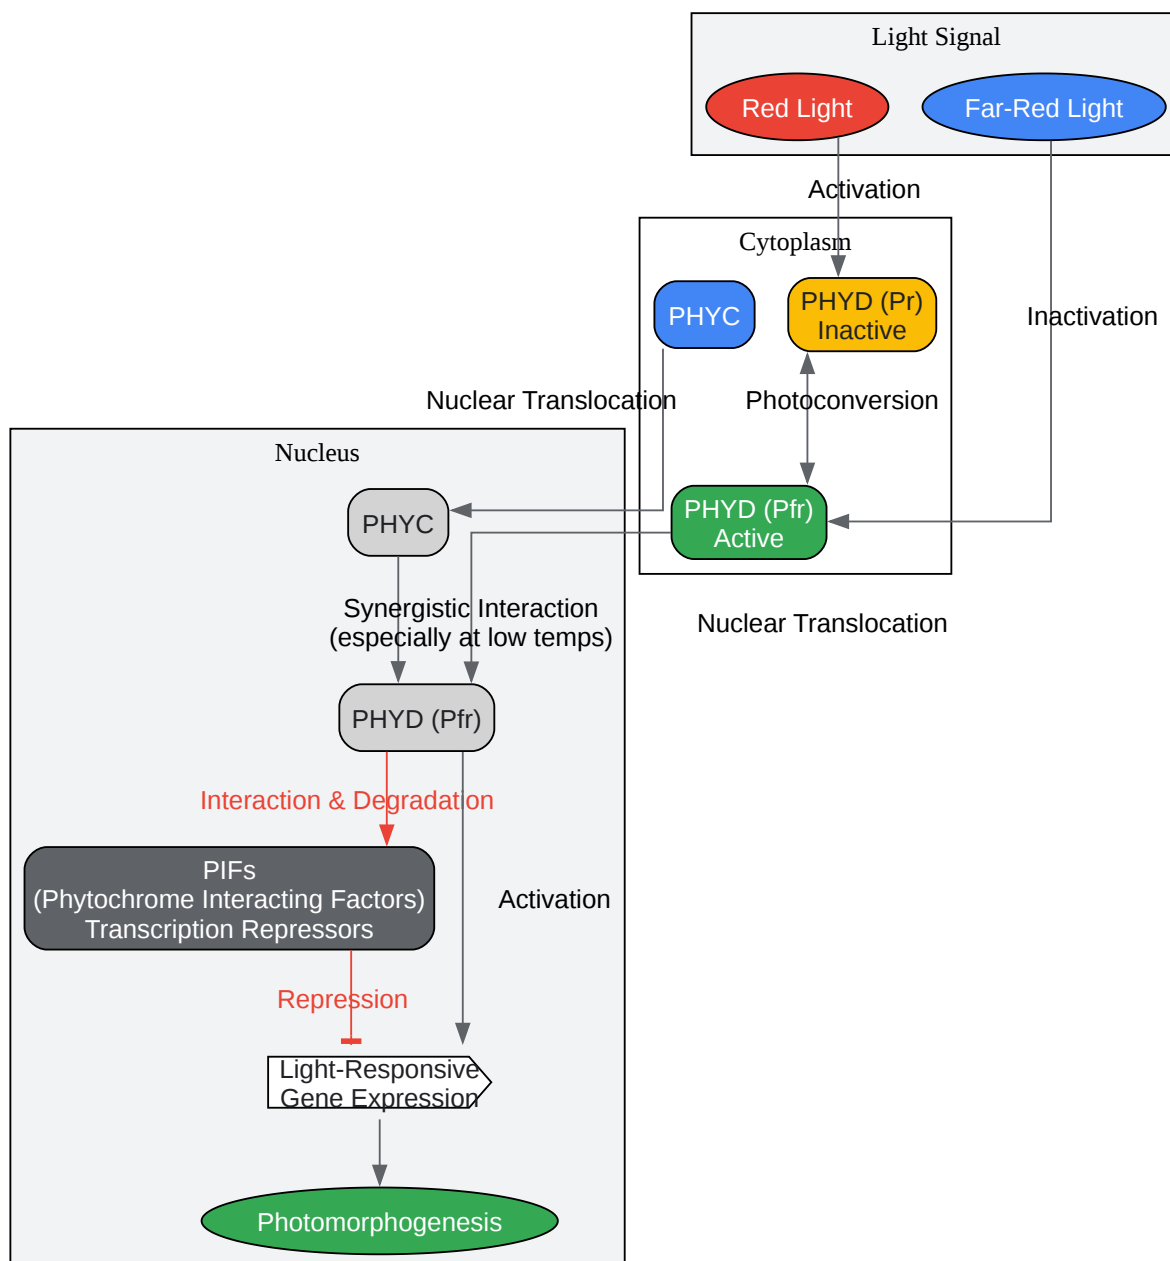 Light Signal
Red Light
Far-Red Light
Activation
Cytoplasm
PHYC
PHYD (Pr)
Inactive
Inactivation
Nuclear Translocation
Photoconversion
Nucleus
PHYC
PHYD (Pfr)
Active
Synergistic Interaction
(especially at low temps)
Nuclear Translocation
PHYD (Pfr)
Interaction & Degradation
PIFs
(Phytochrome Interacting Factors)
Transcription Repressors
Activation
Repression
Light-Responsive
Gene Expression
Photomorphogenesis